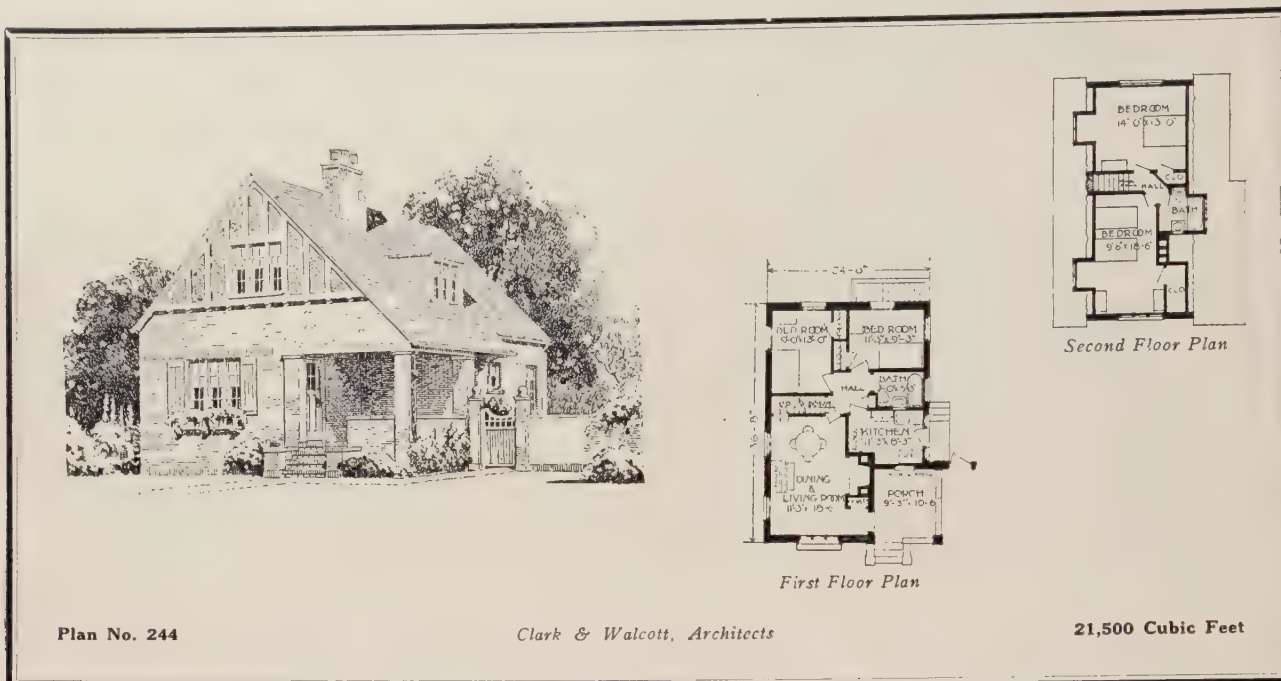 BEDROOM
14'-0"x13'-0"
CLO
HALL
BATH
BEDROOM
9'6"x18-6"
CLO
Second Floor Plan
24'-0"
BED ROOM
9'-0"x13'-0"
BED ROOM
BATH
HALL
UP
KITCHEN
11'-3"x8'-3"
DINING
&
LIVING ROOM
PORCH
9'-3"x10-6
First Floor Plan
Plan No. 244
Clark & Walcott, Architects
21,500 Cubic Feet